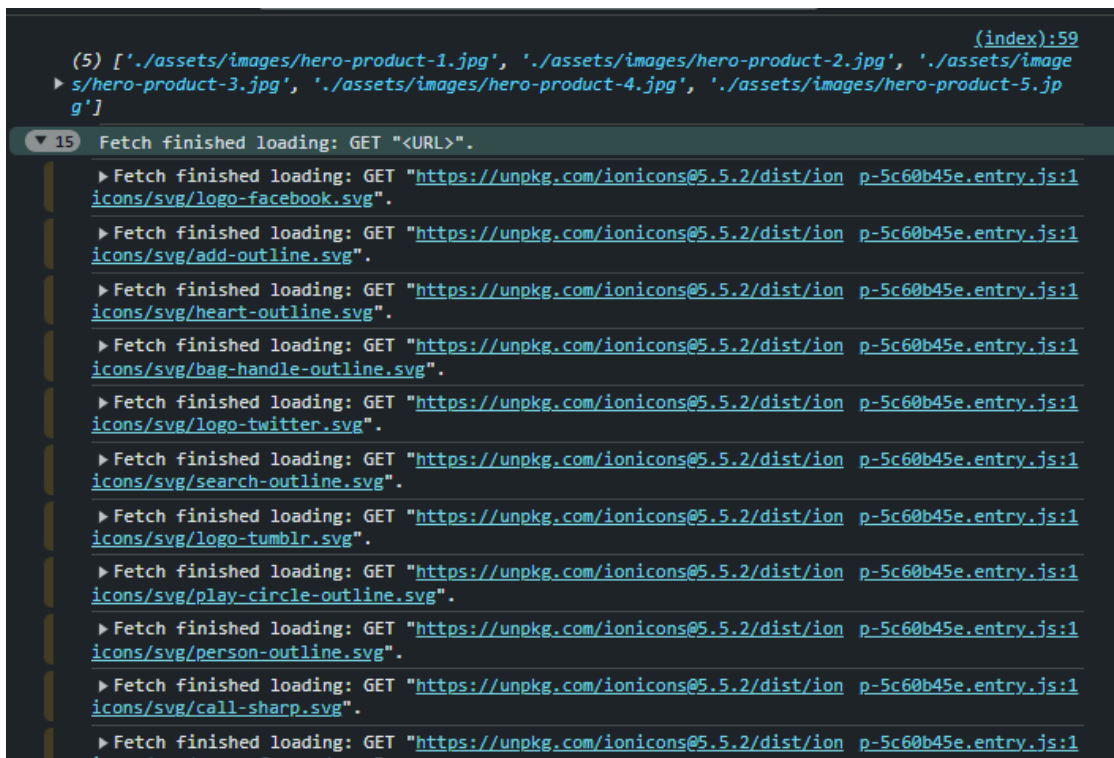 (index):59
(5) ['./assets/images/hero-product-1.jpg', './assets/images/hero-product-2.jpg', './assets/image
s/hero-product-3.jpg', './assets/images/hero-product-4.jpg', './assets/images/hero-product-5.jp
g']
15 Fetch finished loading: GET "<URL>".
Fetch finished loading: GET "https://unpkg.com/ionicons@5.5.2/dist/ion p-5c60b45e.entry.js:1
icons/svg/logo-facebook.svg".
Fetch finished loading: GET "https://unpkg.com/ionicons@5.5.2/dist/ion p-5c60b45e.entry.js:1
icons/svg/add-outline.svg".
Fetch finished loading: GET "https://unpkg.com/ionicons@5.5.2/dist/ion p-5c60b45e.entry.js:1
icons/svg/heart-outline.svg".
Fetch finished loading: GET "https://unpkg.com/ionicons@5.5.2/dist/ion p-5c60b45e.entry.js:1
icons/svg/bag-handle-outline.svg".
Fetch finished loading: GET "https://unpkg.com/ionicons@5.5.2/dist/ion p-5c60b45e.entry.js:1
icons/svg/logo-twitter.svg".
Fetch finished loading: GET "https://unpkg.com/ionicons@5.5.2/dist/ion p-5c60b45e.entry.js:1
icons/svg/search-outline.svg".
Fetch finished loading: GET "https://unpkg.com/ionicons@5.5.2/dist/ion p-5c60b45e.entry.js:1
icons/svg/logo-tumblr.svg".
Fetch finished loading: GET "https://unpkg.com/ionicons@5.5.2/dist/ion p-5c60b45e.entry.js:1
icons/svg/play-circle-outline.svg".
Fetch finished loading: GET "https://unpkg.com/ionicons@5.5.2/dist/ion p-5c60b45e.entry.js:1
icons/svg/person-outline.svg".
Fetch finished loading: GET "https://unpkg.com/ionicons@5.5.2/dist/ion p-5c60b45e.entry.js:1
icons/svg/call-sharp.svg".
Fetch finished loading: GET "https://unpkg.com/ionicons@5.5.2/dist/ion p-5c60b45e.entry.js:1